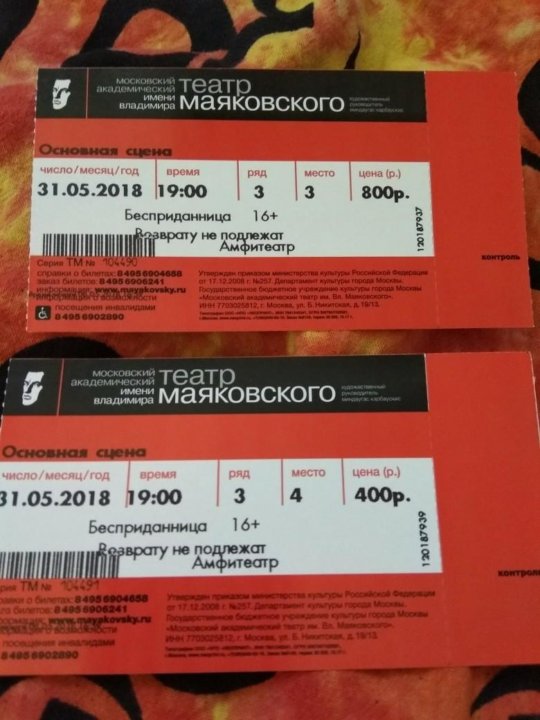 московский академический имени владимира театр маяковского
художественный руководитель миндаугас карбаускис
Основная сцена
число/месяц/год время ряд место цена (р.)
31.05.2018 19:00 3 3 800р.
Бесприданница 16+
Возврату не подлежат
Амфитеатр
120187937
контроль
Серия ТМ № 104490
справки о билетах: 8 495 6904658
заказ билетов: 8 495 6906241
информация: www.mayakovsky.ru
информация о возможности
посещения инвалидами
8 495 6902890
Утвержден приказом министерства культуры Российской Федерации
от 17.12.2008 г. №257. Департамент культуры города Москвы.
Государственное бюджетное учреждение культуры города Москвы
«Московский академический театр им. Вл. Маяковского».
ИНН 7703025812, г. Москва, ул. Б. Никитская, д. 19/13.
московский академический имени владимира театр маяковского
художественный руководитель миндаугас карбаускис
Основная сцена
число/месяц/год время ряд место цена (р.)
31.05.2018 19:00 3 4 400р.
Бесприданница 16+
Возврату не подлежат
Амфитеатр
120187939
контроль
ТМ № 104491
о билетах: 8 495 6904658
билетов: 8 495 6906241
www.mayakovsky.ru
о возможности
посещения инвалидами
8 495 6902890
Утвержден приказом министерства культуры Российской Федерации
от 17.12.2008 г. №257. Департамент культуры города Москвы.
Государственное бюджетное учреждение культуры города Москвы
«Московский академический театр им. Вл. Маяковского».
ИНН 7703025812, г. Москва, ул. Б. Никитская, д. 19/13.